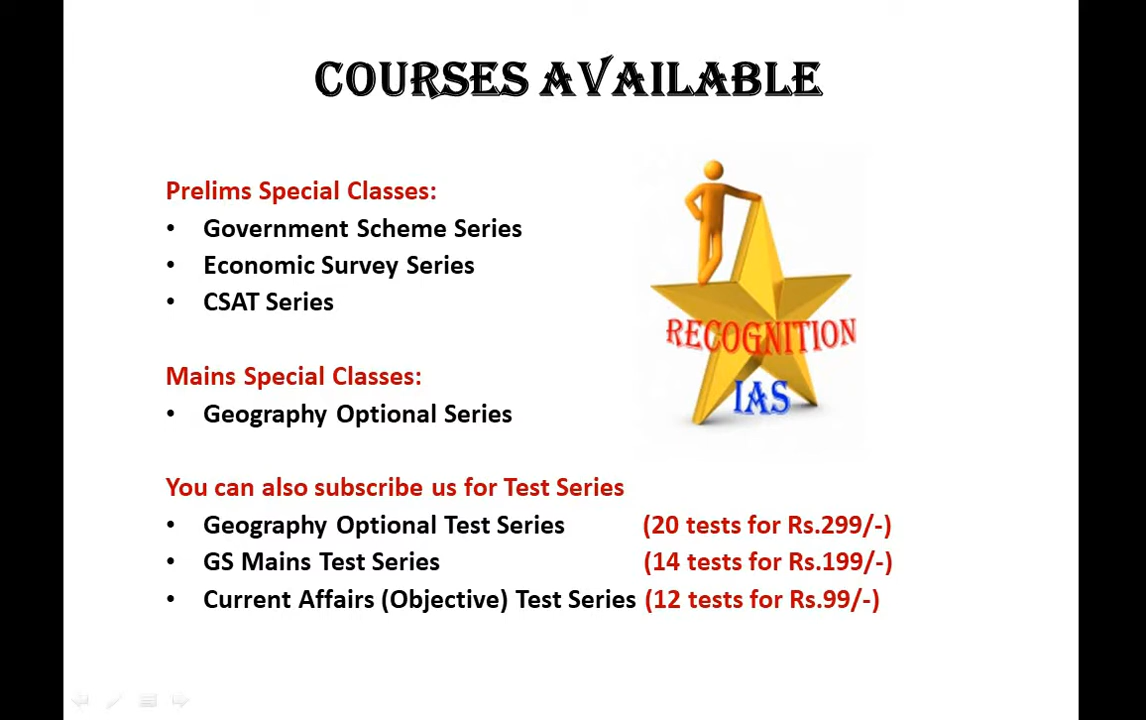 COURSES AVAILABLE
Prelims Special Classes:
• Government Scheme Series
• Economic Survey Series
• CSAT Series
RECOGNITION
IAS
Mains Special Classes:
• Geography Optional Series
You can also subscribe us for Test Series
• Geography Optional Test Series (20 tests for Rs.299/-)
• GS Mains Test Series (14 tests for Rs.199/-)
• Current Affairs (Objective) Test Series (12 tests for Rs.99/-)